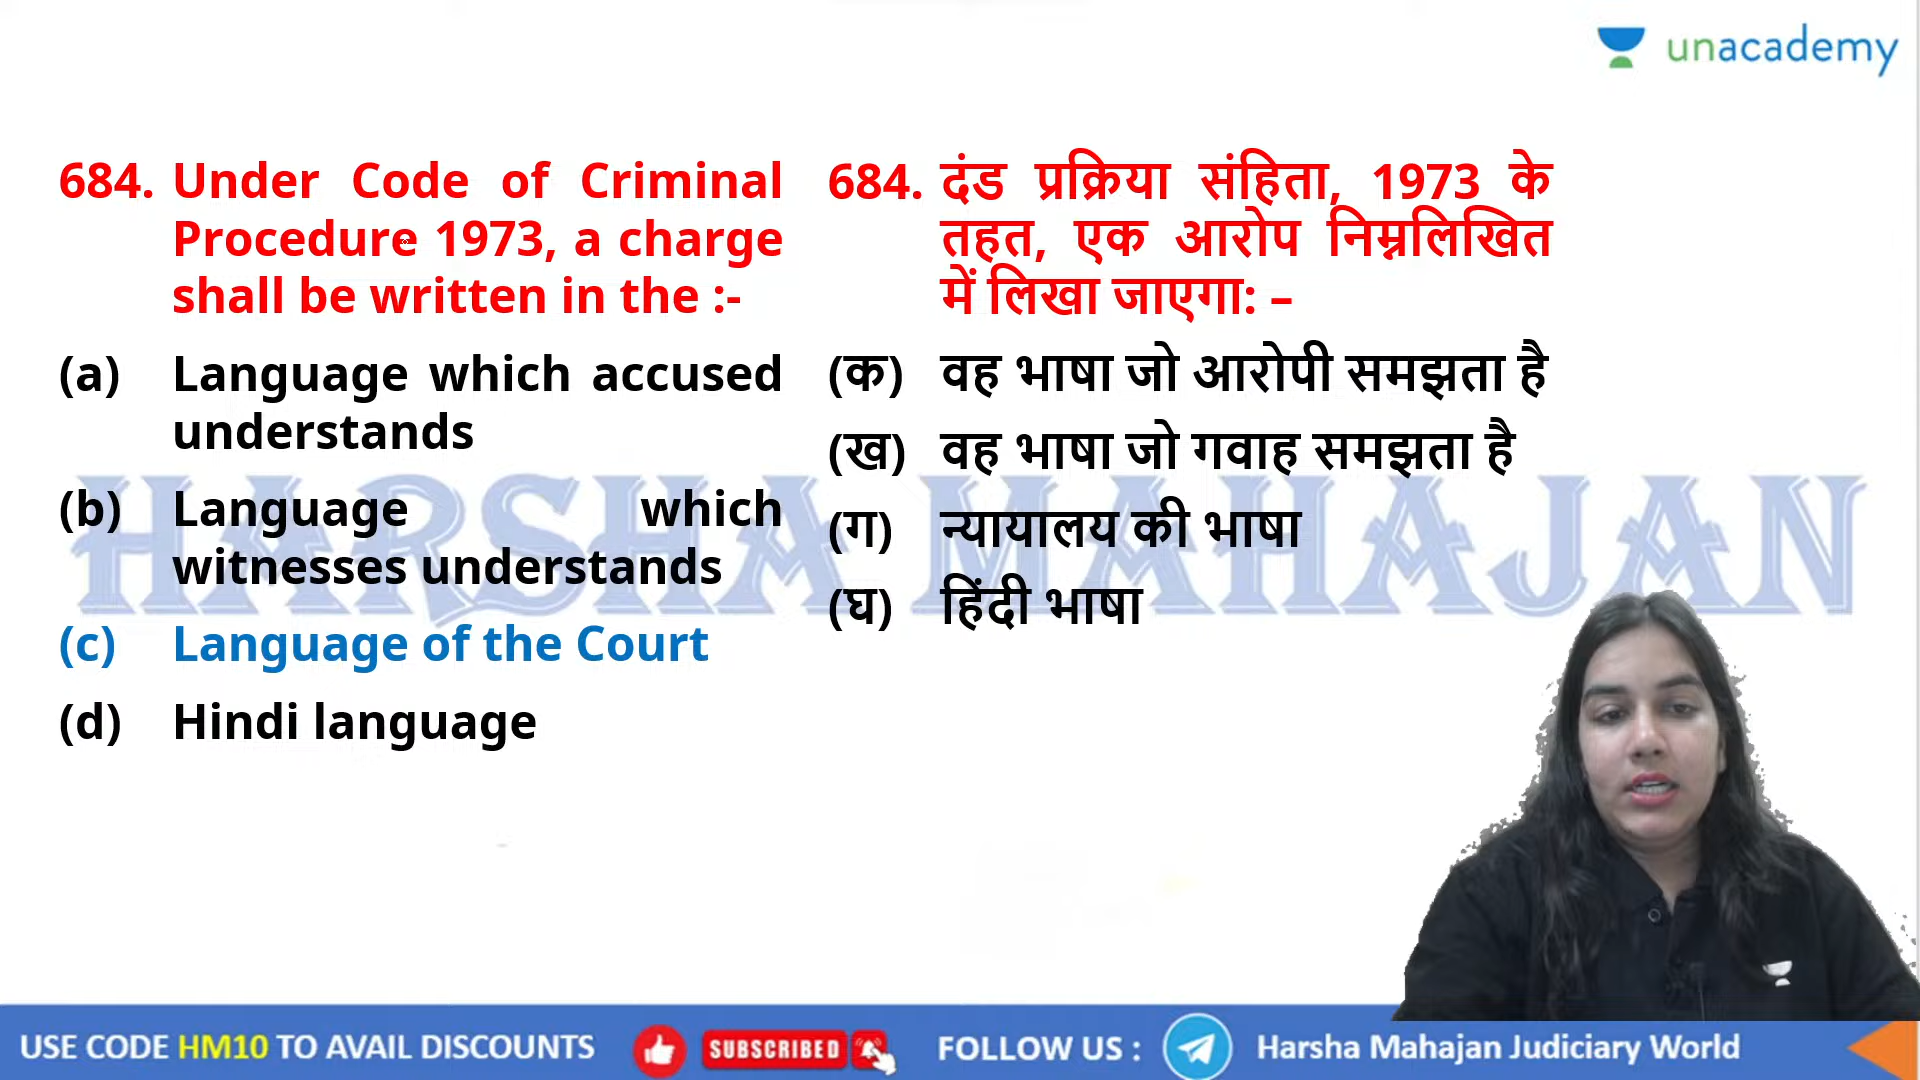 unacademy
684. Under Code of Criminal
Procedure 1973, a charge
shall be written in the :-
(a) Language which accused
understands
(b) Language which
witnesses understands
(c) Language of the Court
(d) Hindi language
684. दंड प्रक्रिया संहिता, 1973 के
तहत, एक आरोप निम्नलिखित
में लिखा जाएगा: –
(क) वह भाषा जो आरोपी समझता है
(ख) वह भाषा जो गवाह समझता है
(ग) न्यायालय की भाषा
(घ) हिंदी भाषा
HARSHA MAHAJAN
USE CODE HM10 TO AVAIL DISCOUNTS
SUBSCRIBED
FOLLOW US :
Harsha Mahajan Judiciary World